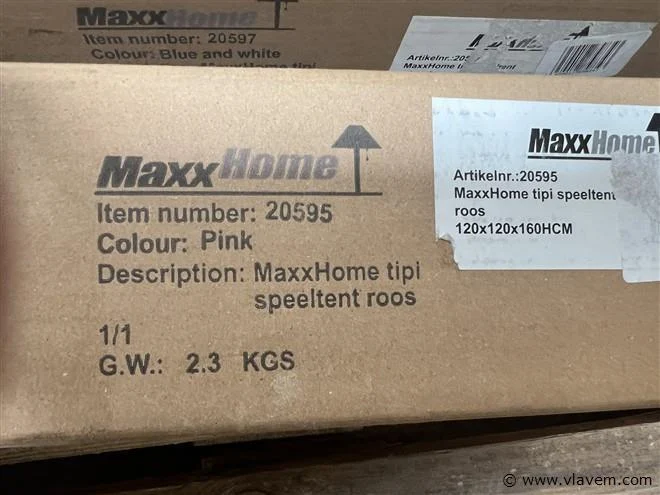 MaxxHome
Item number: 20597
Colour: Blue and white
MaxxHome tipi
Artikelnr.:205
MaxxHome
MaxxHome
Item number: 20595
Colour: Pink
Description: MaxxHome tipi
speeltent roos
1/1
G.W.: 2.3 KGS
MaxxHome
Artikelnr.:20595
MaxxHome tipi speeltent
roos
120x120x160HCM
© www.vlavem.com